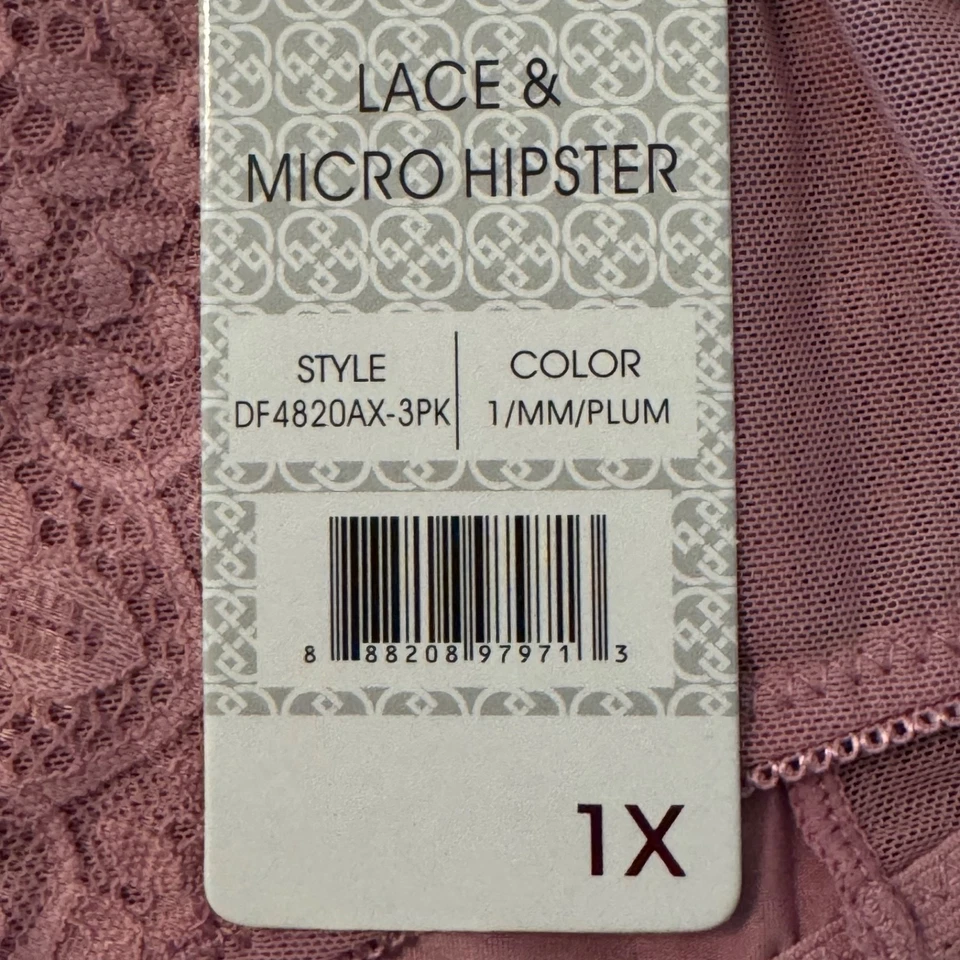 LACE &
MICRO HIPSTER
STYLE
DF4820AX-3PK
COLOR
1/MM/PLUM
8 88208 97971 3
1X